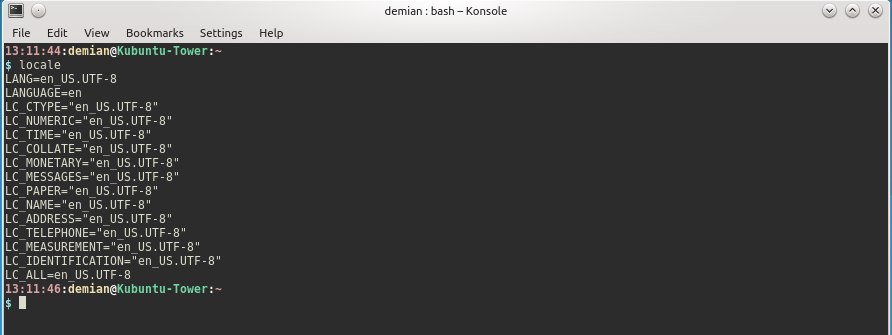 demian : bash – Konsole
File Edit View Bookmarks Settings Help
13:11:44:demian@Kubuntu-Tower:~
$ locale
LANG=en_US.UTF-8
LANGUAGE=en
LC_CTYPE="en_US.UTF-8"
LC_NUMERIC="en_US.UTF-8"
LC_TIME="en_US.UTF-8"
LC_COLLATE="en_US.UTF-8"
LC_MONETARY="en_US.UTF-8"
LC_MESSAGES="en_US.UTF-8"
LC_PAPER="en_US.UTF-8"
LC_NAME="en_US.UTF-8"
LC_ADDRESS="en_US.UTF-8"
LC_TELEPHONE="en_US.UTF-8"
LC_MEASUREMENT="en_US.UTF-8"
LC_IDENTIFICATION="en_US.UTF-8"
LC_ALL=en_US.UTF-8
13:11:46:demian@Kubuntu-Tower:~
$